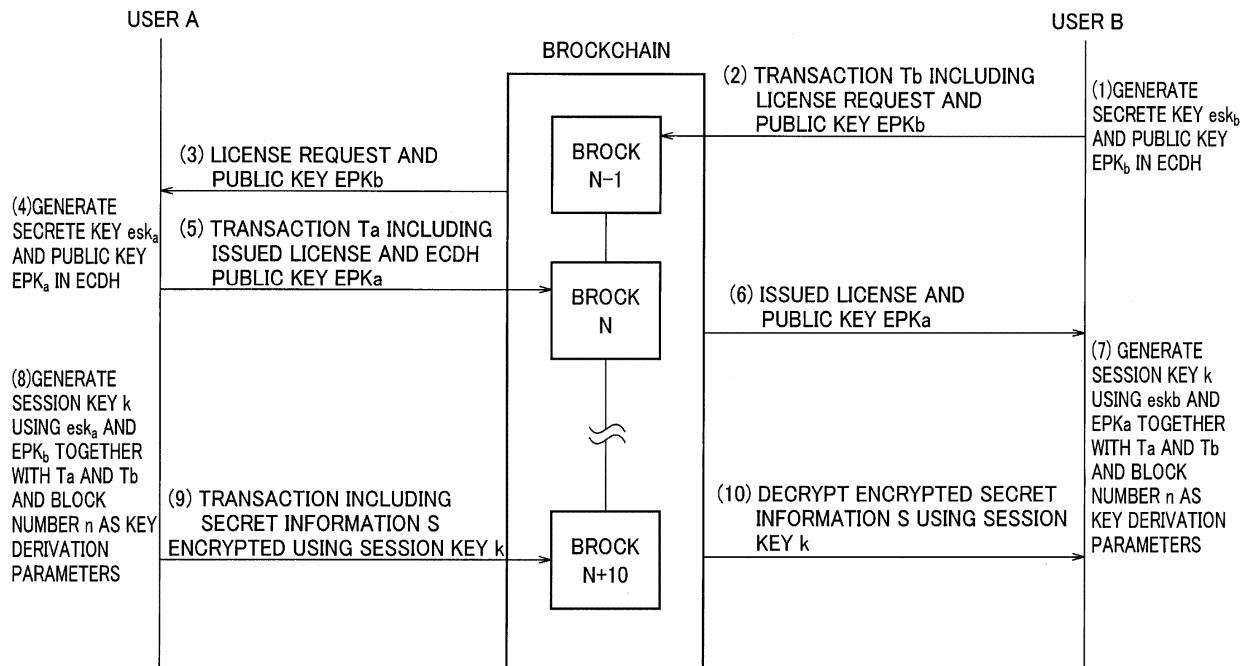 USER A
USER B
BROCKCHAIN
(1)GENERATE
SECRETE KEY eskb
AND PUBLIC KEY
EPKb IN ECDH
(2) TRANSACTION Tb INCLUDING
LICENSE REQUEST AND
PUBLIC KEY EPKb
BROCK
N-1
(3) LICENSE REQUEST AND
PUBLIC KEY EPKb
(4)GENERATE
SECRETE KEY eska
AND PUBLIC KEY
EPKa IN ECDH
(5) TRANSACTION Ta INCLUDING
ISSUED LICENSE AND ECDH
PUBLIC KEY EPKa
BROCK
N
(6) ISSUED LICENSE AND
PUBLIC KEY EPKa
(7) GENERATE
SESSION KEY k
USING eskb AND
EPKa TOGETHER
WITH Ta AND Tb
AND BLOCK
NUMBER n AS
KEY DERIVATION
PARAMETERS
(8)GENERATE
SESSION KEY k
USING eska AND
EPKb TOGETHER
WITH Ta AND Tb
AND BLOCK
NUMBER n AS KEY
DERIVATION
PARAMETERS
(9) TRANSACTION INCLUDING
SECRET INFORMATION S
ENCRYPTED USING SESSION KEY k
BROCK
N+10
(10) DECRYPT ENCRYPTED SECRET
INFORMATION S USING SESSION
KEY k